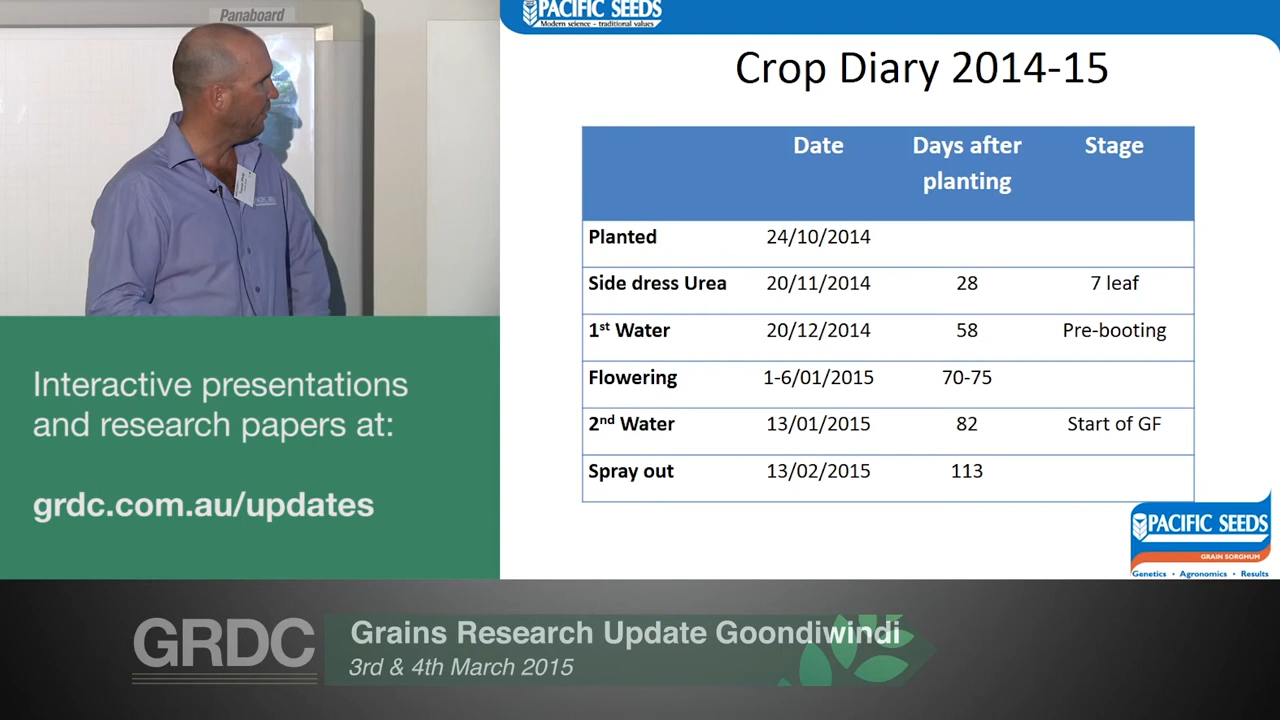 Panaboard
PACIFIC SEEDS
Modern science - traditional values
Crop Diary 2014-15
Date Days after planting Stage
Planted 24/10/2014
Side dress Urea 20/11/2014 28 7 leaf
1st Water 20/12/2014 58 Pre-booting
Flowering 1-6/01/2015 70-75
2nd Water 13/01/2015 82 Start of GF
Spray out 13/02/2015 113
PACIFIC SEEDS
GRAIN SORGHUM
Genetics • Agronomics • Results
Interactive presentations
and research papers at:
grdc.com.au/updates
GRDC
Grains Research Update Goondiwindi
3rd & 4th March 2015